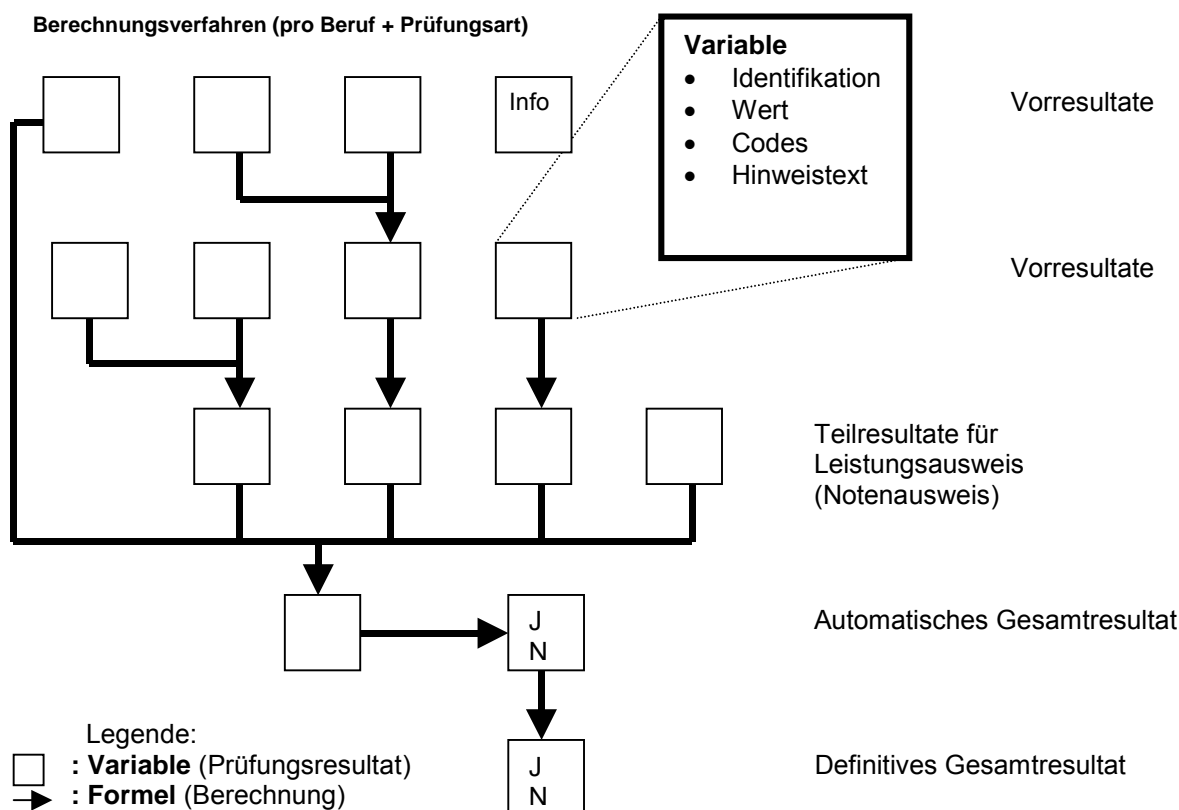 Berechnungsverfahren (pro Beruf + Prüfungsart)
Variable
• Identifikation
• Wert
• Codes
• Hinweistext
Info
Vorresultate
Vorresultate
Teilresultate für
Leistungsausweis
(Notenausweis)
J
N
Automatisches Gesamtresultat
Legende:
: Variable (Prüfungsresultat)
: Formel (Berechnung)
J
N
Definitives Gesamtresultat